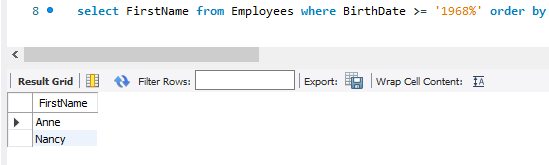 8 select FirstName from Employees where BirthDate >= '1968%' order by
Result Grid Filter Rows: Export: Wrap Cell Content:
FirstName
Anne
Nancy